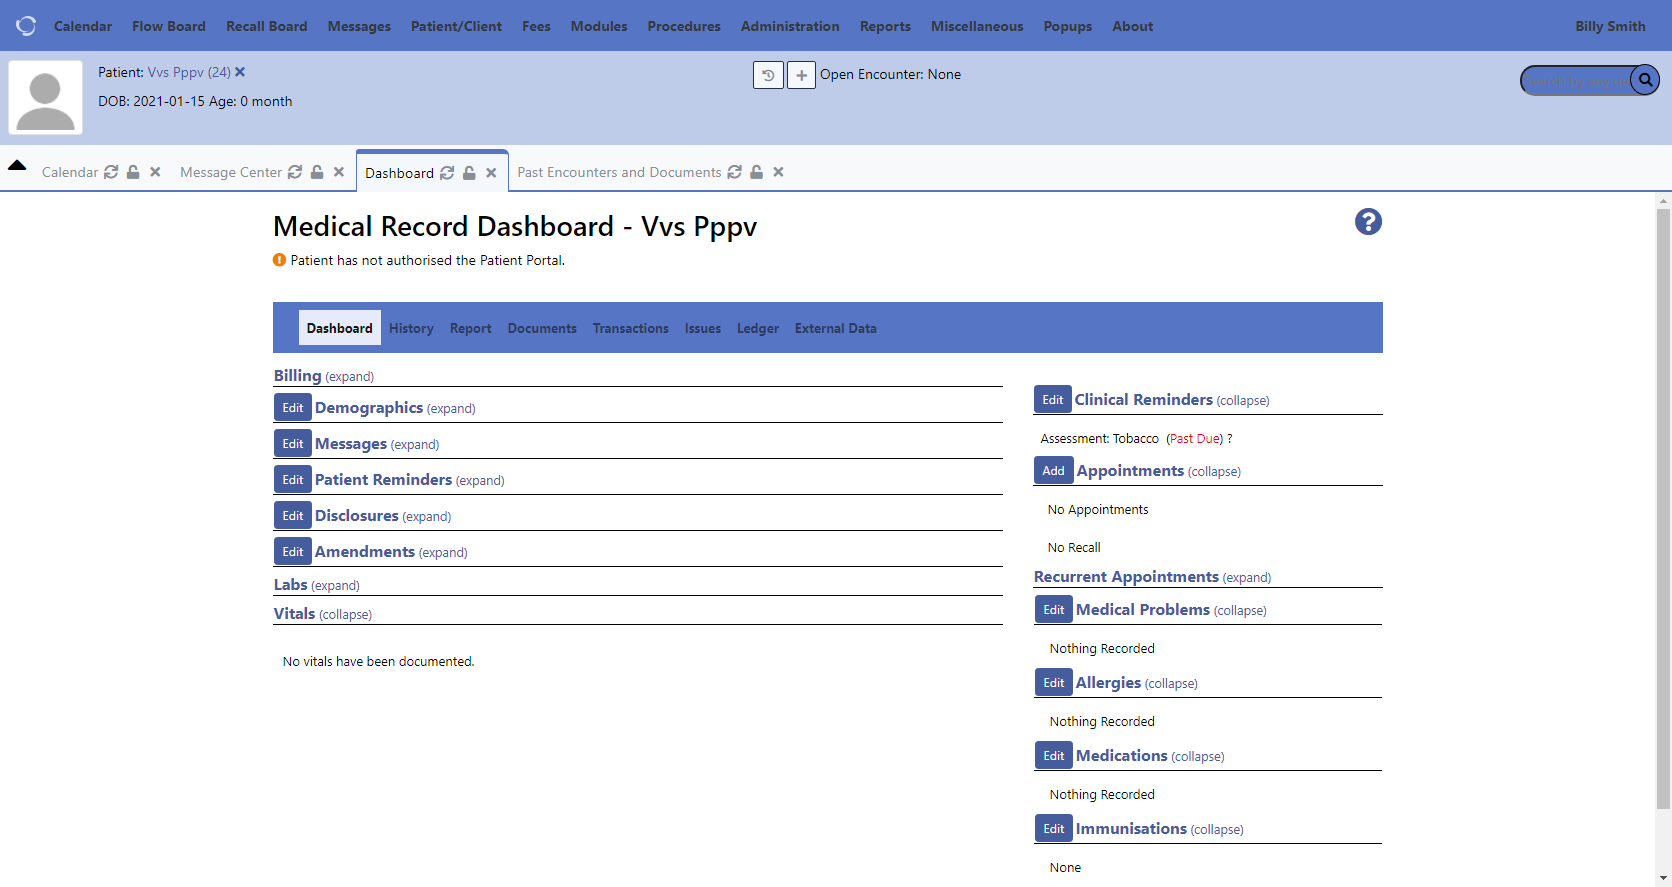 Calendar Flow Board Recall Board Messages Patient/Client Fees Modules Procedures Administration Reports Miscellaneous Popups About Billy Smith
Patient: Vvs Pppv (24)
DOB: 2021-01-15 Age: 0 month
Open Encounter: None
Calendar Message Center Dashboard Past Encounters and Documents
Medical Record Dashboard - Vvs Pppv
Patient has not authorised the Patient Portal.
Dashboard History Report Documents Transactions Issues Ledger External Data
Billing (expand)
Edit Demographics (expand)
Edit Messages (expand)
Edit Patient Reminders (expand)
Edit Disclosures (expand)
Edit Amendments (expand)
Labs (expand)
Vitals (collapse)
No vitals have been documented.
Edit Clinical Reminders (collapse)
Assessment: Tobacco (Past Due) ?
Add Appointments (collapse)
No Appointments
No Recall
Recurrent Appointments (expand)
Edit Medical Problems (collapse)
Nothing Recorded
Edit Allergies (collapse)
Nothing Recorded
Edit Medications (collapse)
Nothing Recorded
Edit Immunisations (collapse)
None